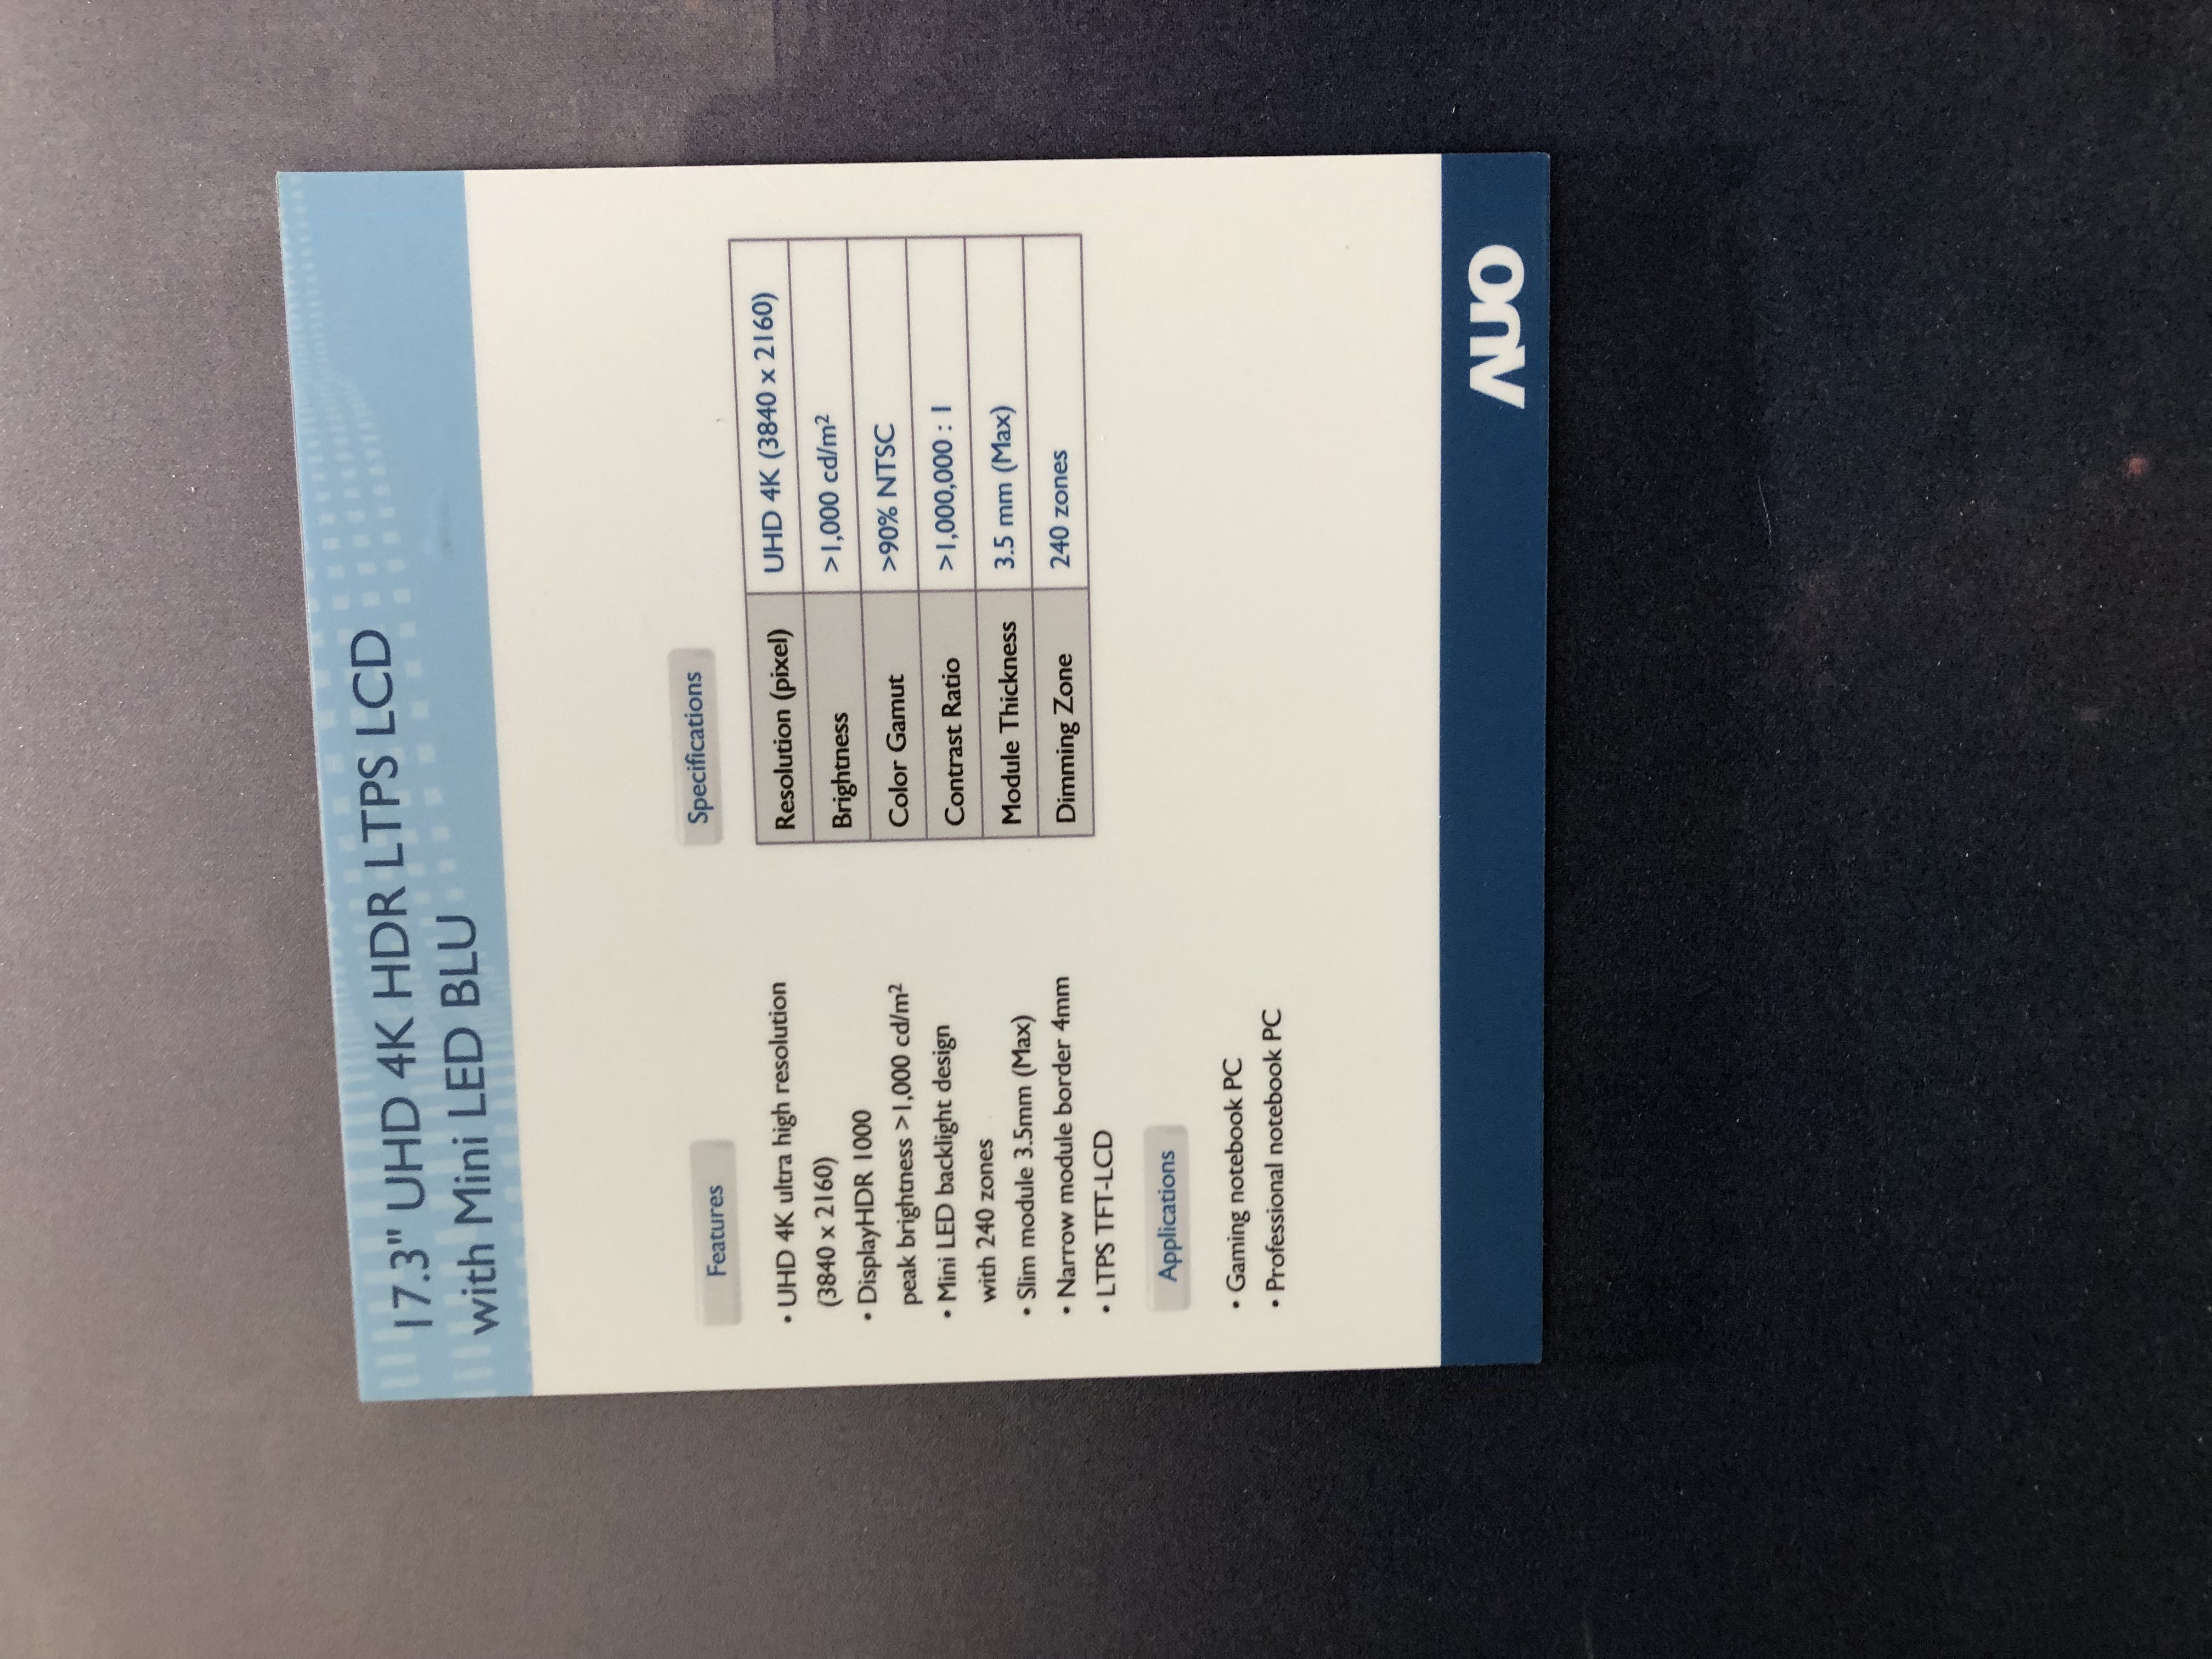 17.3" UHD 4K HDR LTPS LCD
with Mini LED BLU
Features
• UHD 4K ultra high resolution
(3840 x 2160)
• DisplayHDR 1000
peak brightness >1,000 cd/m²
• Mini LED backlight design
with 240 zones
• Slim module 3.5mm (Max)
• Narrow module border 4mm
• LTPS TFT-LCD
Applications
• Gaming notebook PC
• Professional notebook PC
Specifications
Resolution (pixel) UHD 4K (3840 x 2160)
Brightness >1,000 cd/m²
Color Gamut >90% NTSC
Contrast Ratio >1,000,000 : 1
Module Thickness 3.5 mm (Max)
Dimming Zone 240 zones
AUO